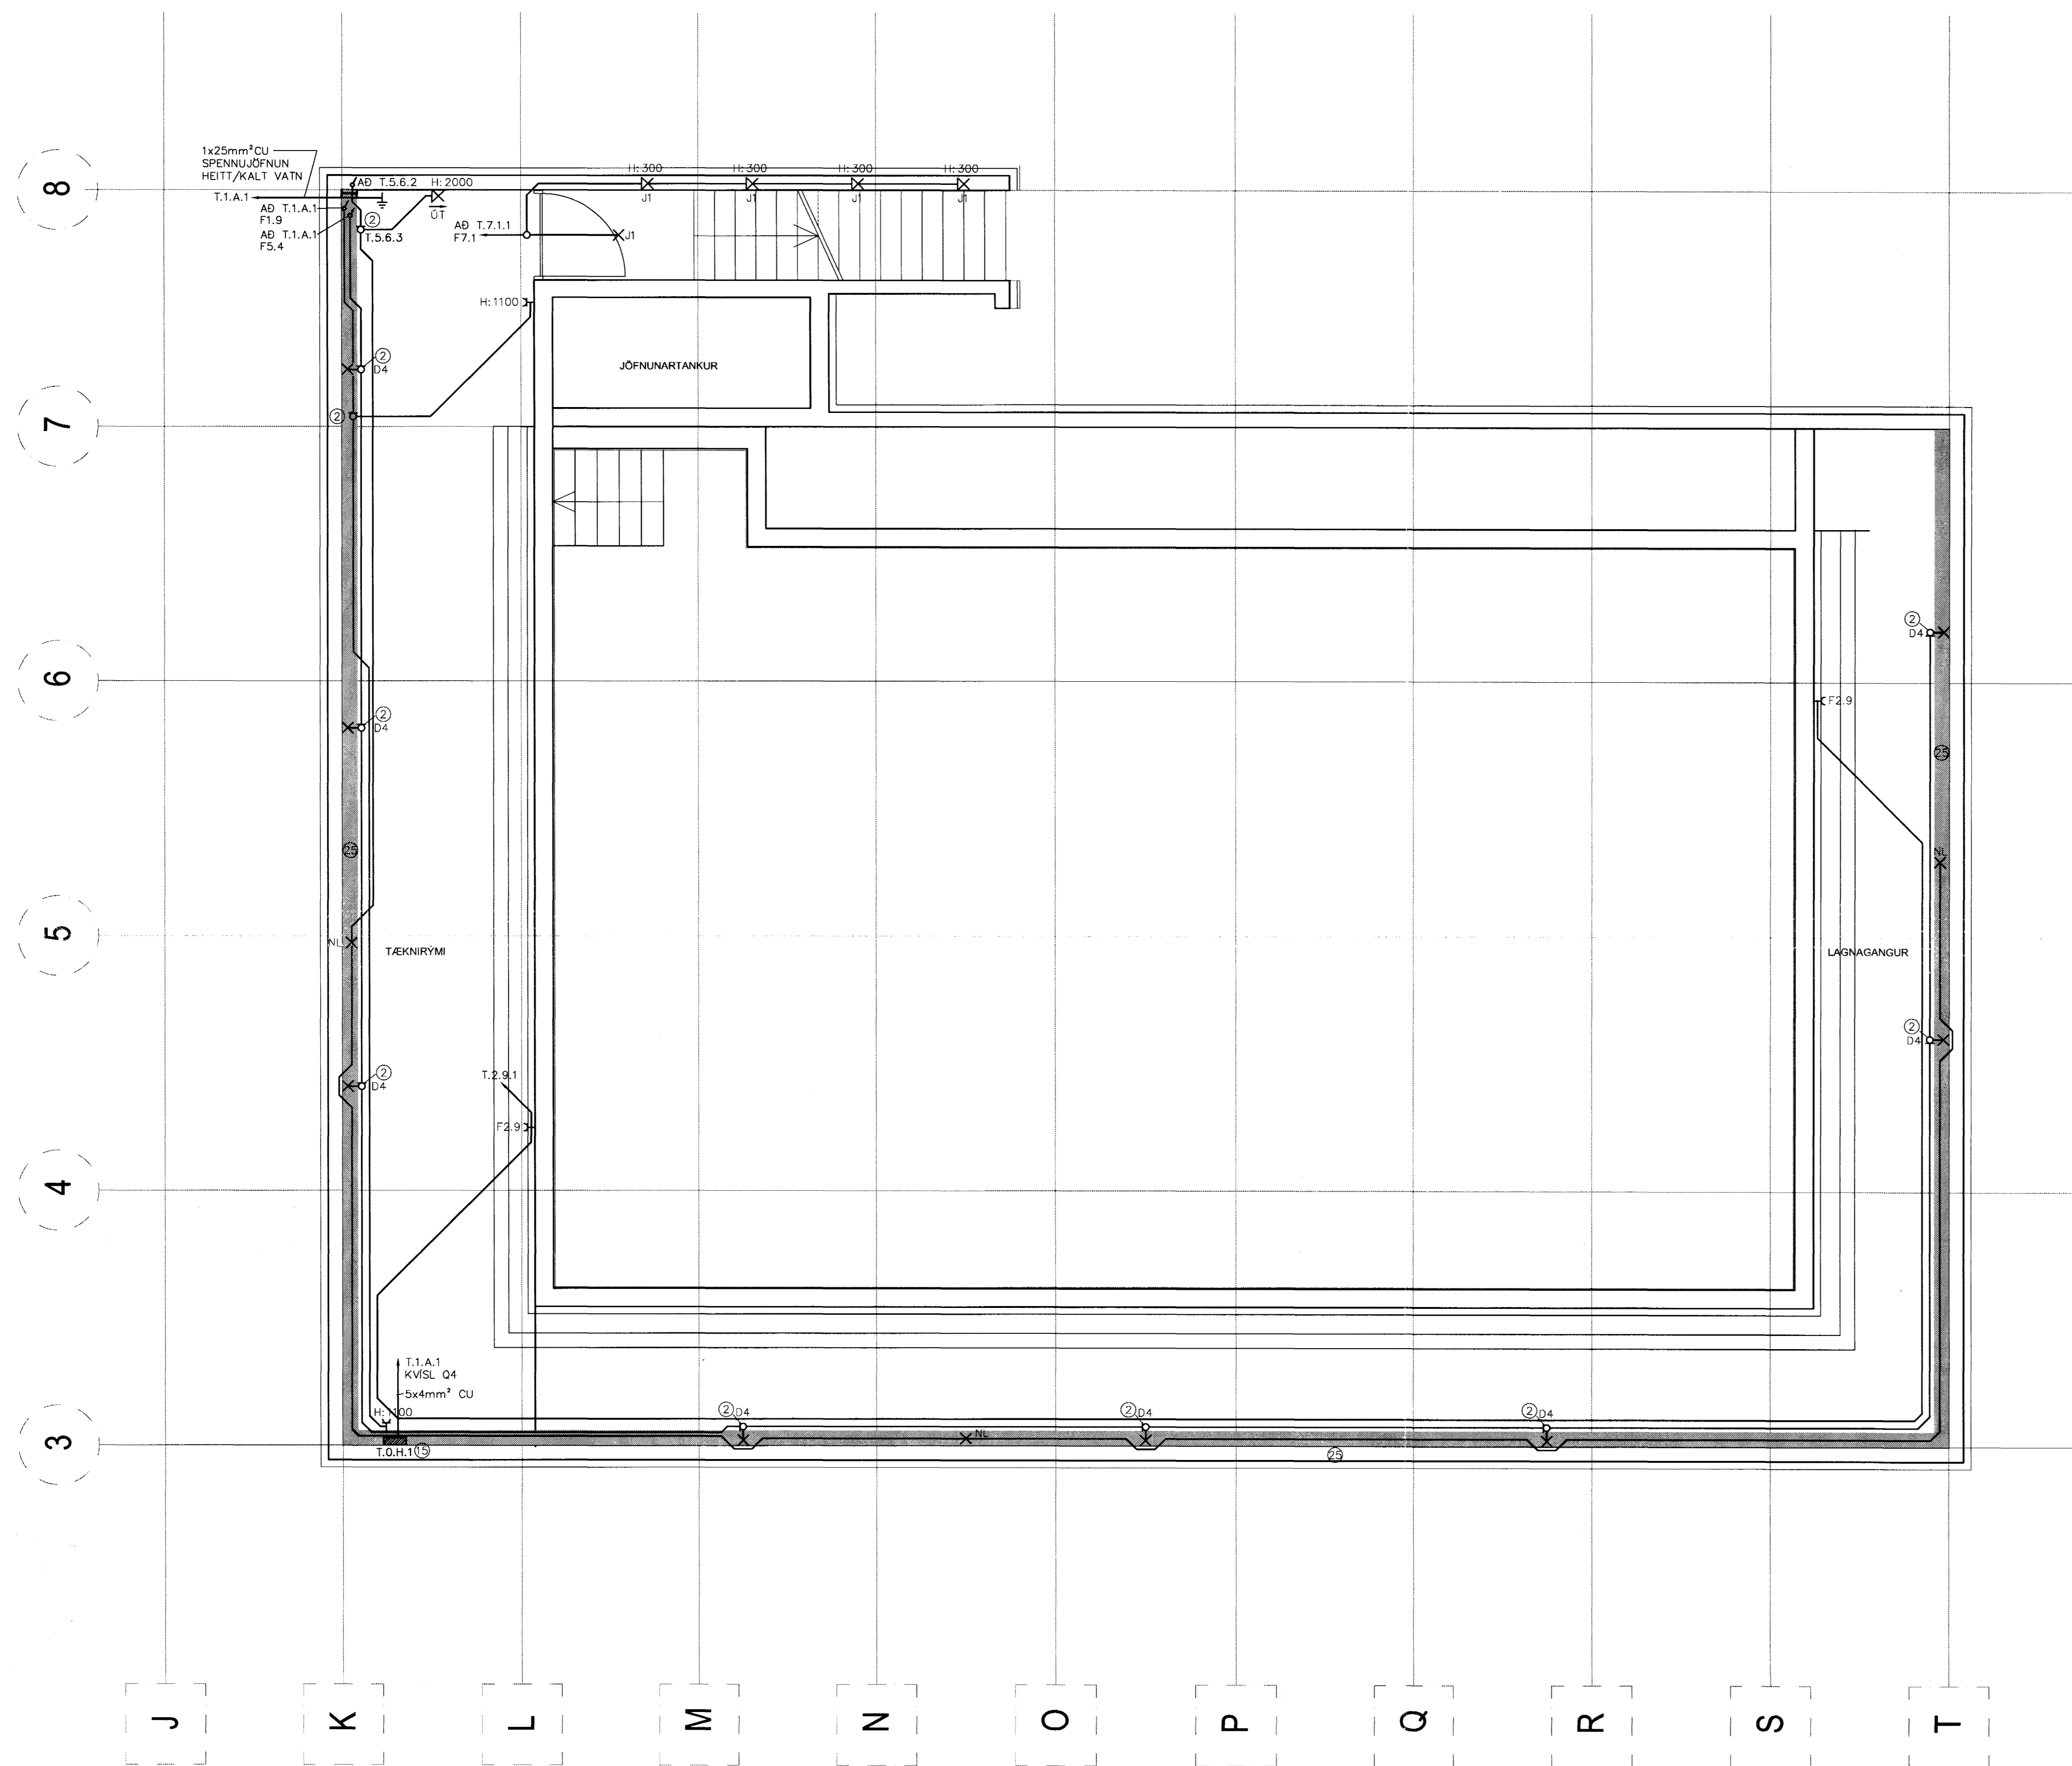 1x25mm² CU
SPENNUJÖFNUN
HEITT/KALT VATN
T.1.A.1
AÐ T.1.A.1
F1.9
AÐ T.1.A.1
F5.4
AÐ T.5.6.2
H:2000
ÚT
2
T.5.6.3
AÐ T.7.1.1
F7.1
J1
H:300
H:300
H:300
H:300
J1
J1
J1
J1
8
H:1100
JÖFNUNARTANKUR
2
D4
2
7
2
D4
6
2
D4
F2.9
25
25
NL
NL
5
TÆKNIRÝMI
LAGNAGANGUR
2
D4
2
D4
T.2.9.1
F2.9
4
T.1.A.1
KVÍSL Q4
5x4mm² CU
H:1100
T.0.H.1
15
2
D4
NL
2
D4
25
2
D4
3
J
K
L
M
N
O
P
Q
R
S
T